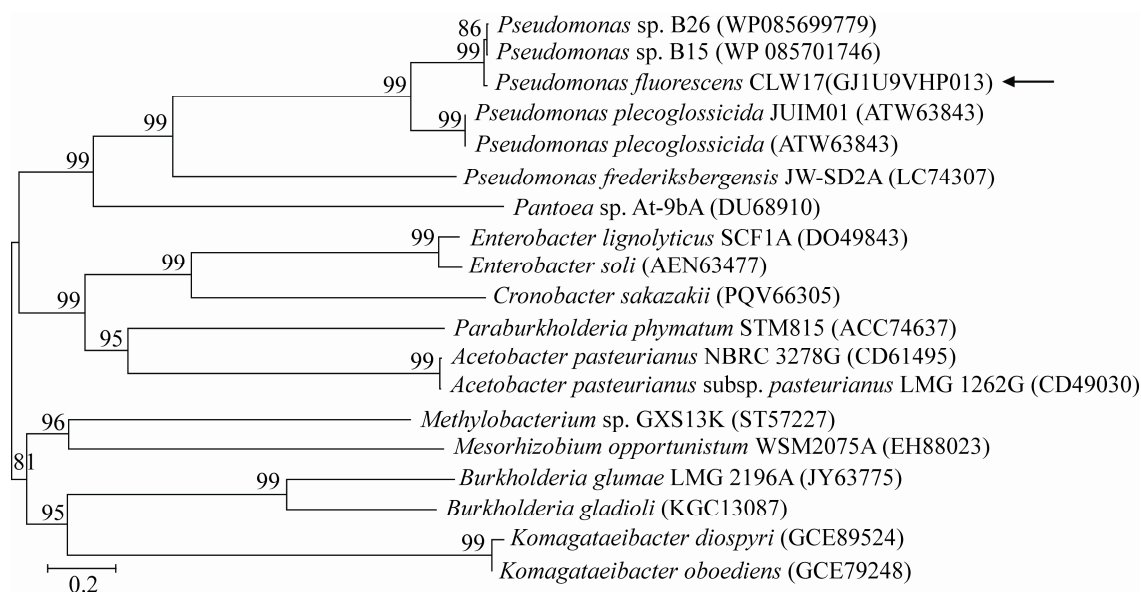 86
Pseudomonas sp. B26 (WP085699779)
99
Pseudomonas sp. B15 (WP 085701746)
Pseudomonas fluorescens CLW17(GJ1U9VHP013)
99
99
Pseudomonas plecoglossicida JUIM01 (ATW63843)
99
Pseudomonas plecoglossicida (ATW63843)
99
Pseudomonas frederiksbergensis JW-SD2A (LC74307)
Pantoea sp. At-9bA (DU68910)
99
Enterobacter lignolyticus SCF1A (DO49843)
99
Enterobacter soli (AEN63477)
99
Cronobacter sakazakii (PQV66305)
95
Paraburkholderia phymatum STM815 (ACC74637)
99
Acetobacter pasteurianus NBRC 3278G (CD61495)
Acetobacter pasteurianus subsp. pasteurianus LMG 1262G (CD49030)
96
Methylobacterium sp. GXS13K (ST57227)
Mesorhizobium opportunistum WSM2075A (EH88023)
81
99
Burkholderia glumae LMG 2196A (JY63775)
95
Burkholderia gladioli (KGC13087)
99
Komagataeibacter diospyri (GCE89524)
Komagataeibacter oboediens (GCE79248)
0.2